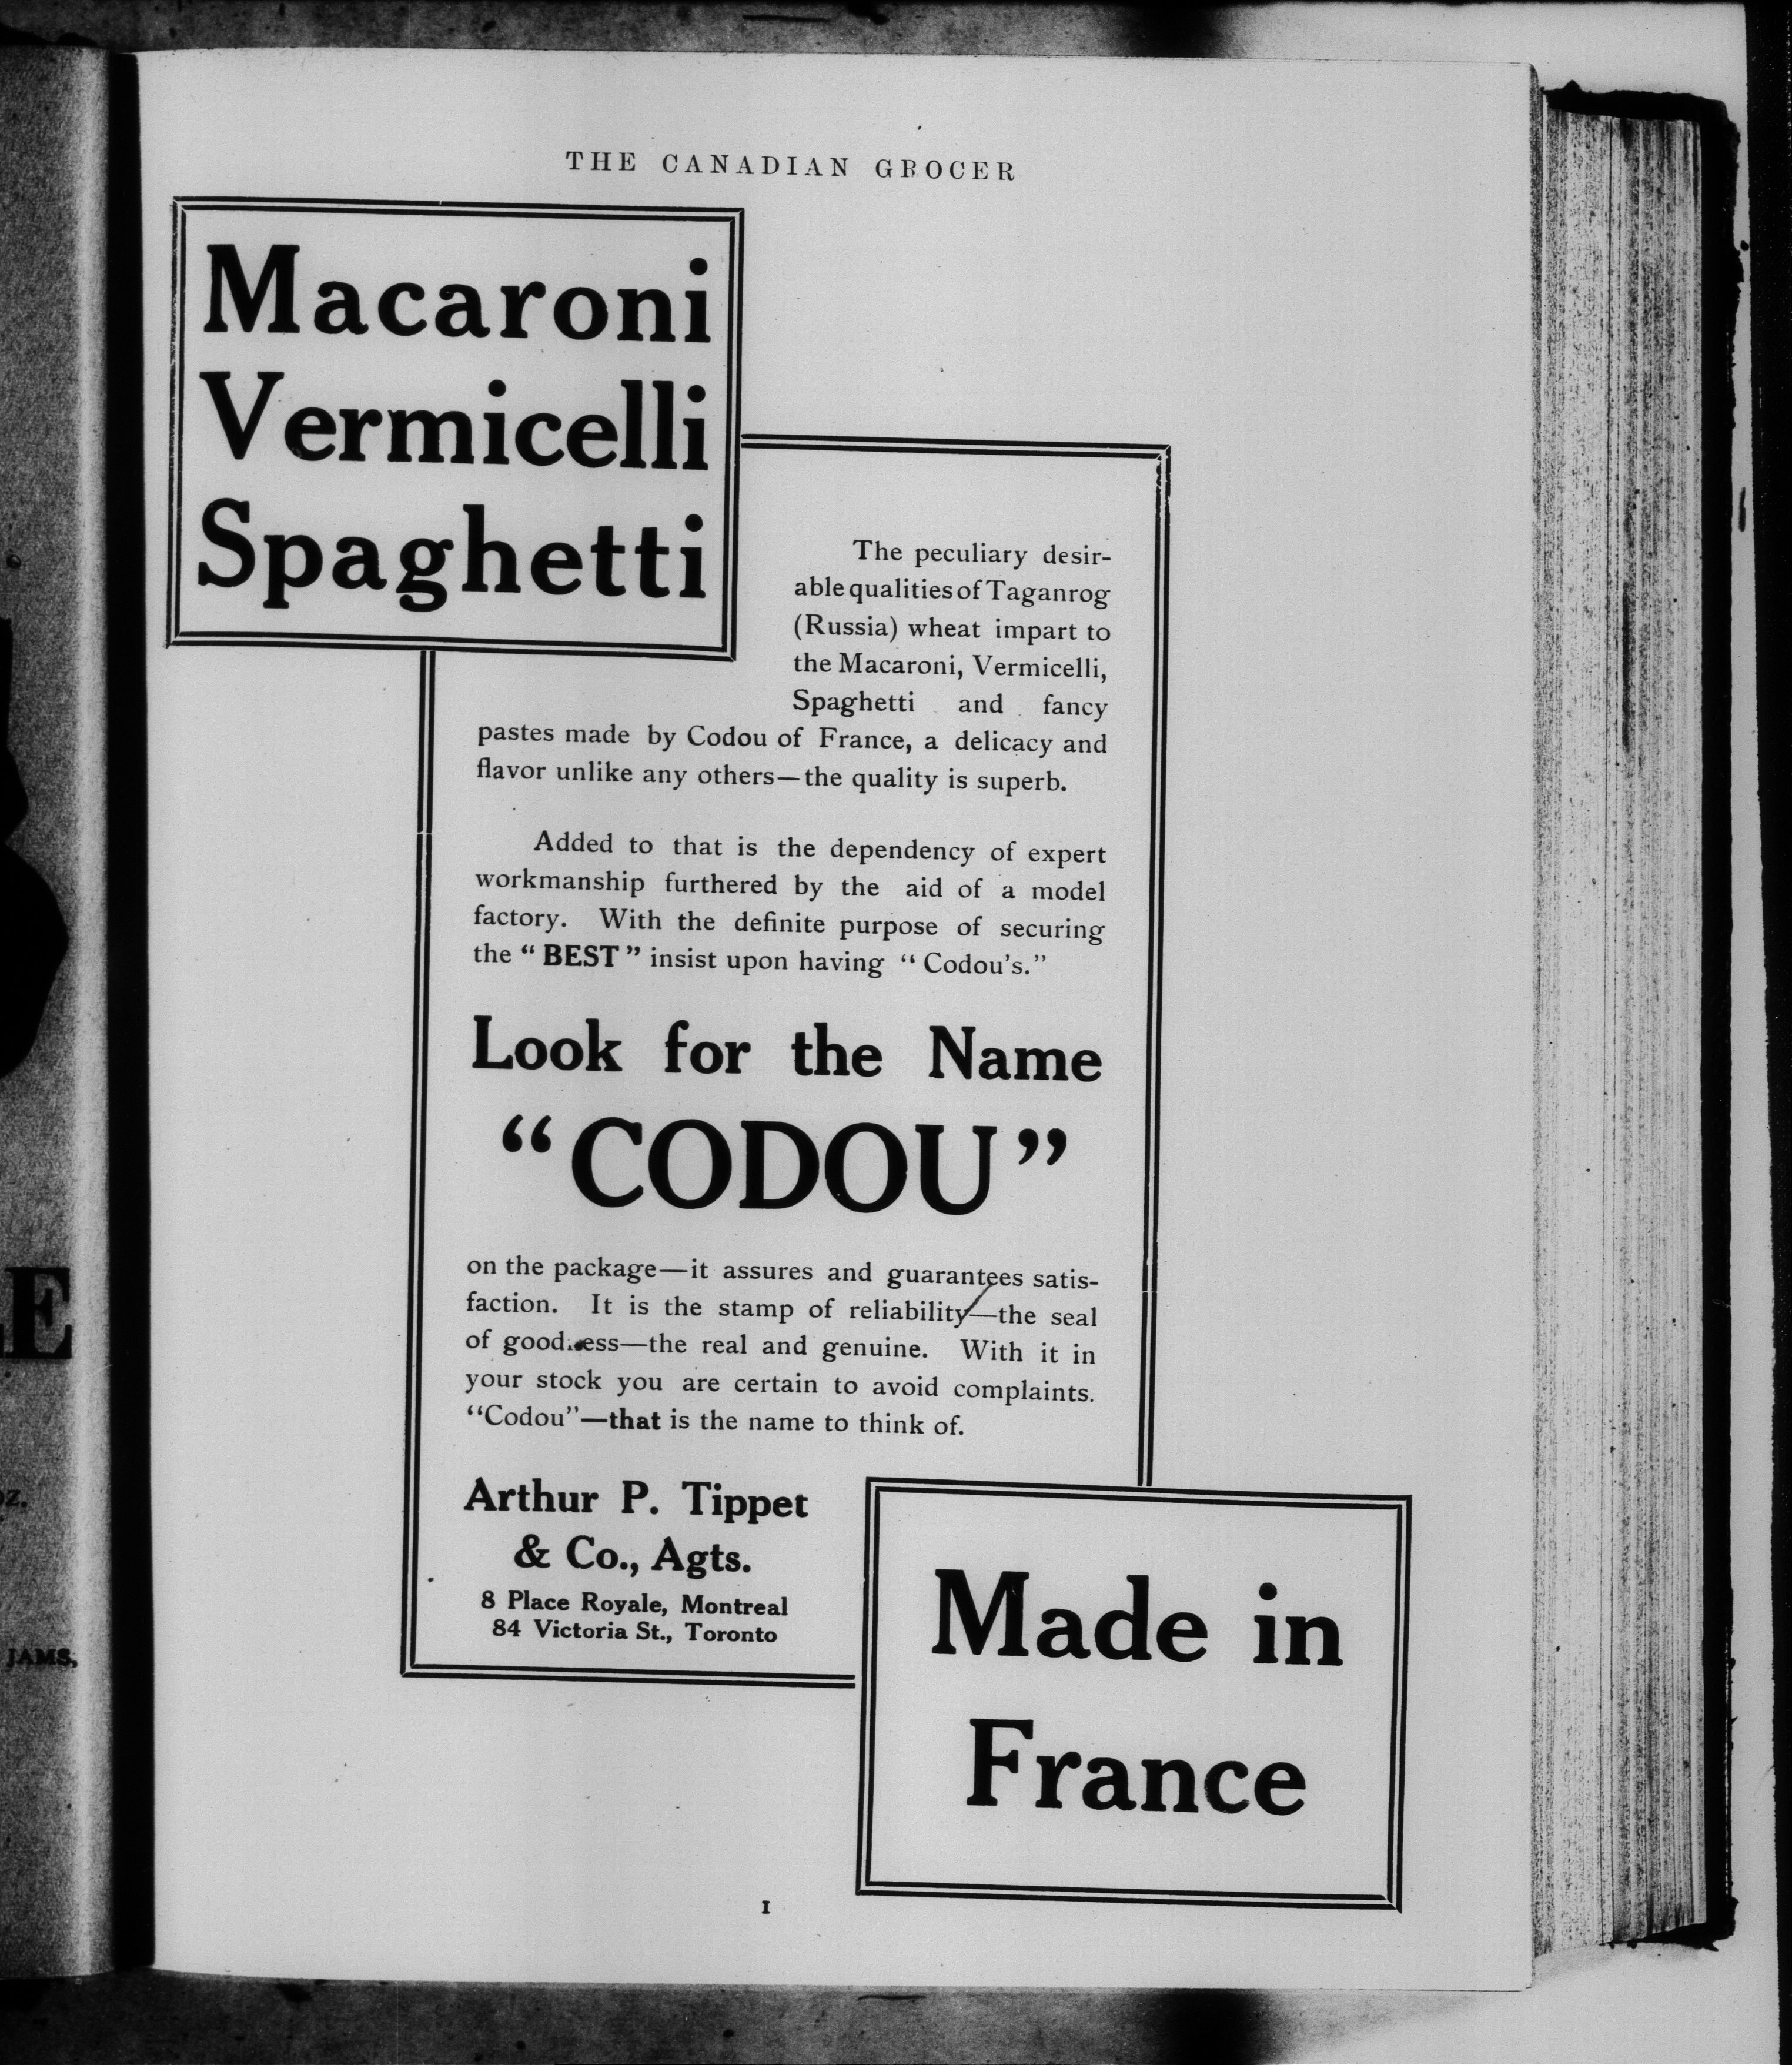 THE CANADIAN GROCER
Macaroni
Vermicelli
Spaghetti
The peculiary desir-
able qualities of Taganrog
(Russia) wheat impart to
the Macaroni, Vermicelli,
Spaghetti and fancy
pastes made by Codou of France, a delicacy and
flavor unlike any others—the quality is superb.
Added to that is the dependency of expert
workmanship furthered by the aid of a model
factory. With the definite purpose of securing
the "BEST" insist upon having "Codou's."
Look for the Name
"CODOU"
on the package—it assures and guarantees satis-
faction. It is the stamp of reliability—the seal
of goodness—the real and genuine. With it in
your stock you are certain to avoid complaints.
"Codou"—that is the name to think of.
Arthur P. Tippet
& Co., Agts.
8 Place Royale, Montreal
84 Victoria St., Toronto
Made in
France
1
JAMS,